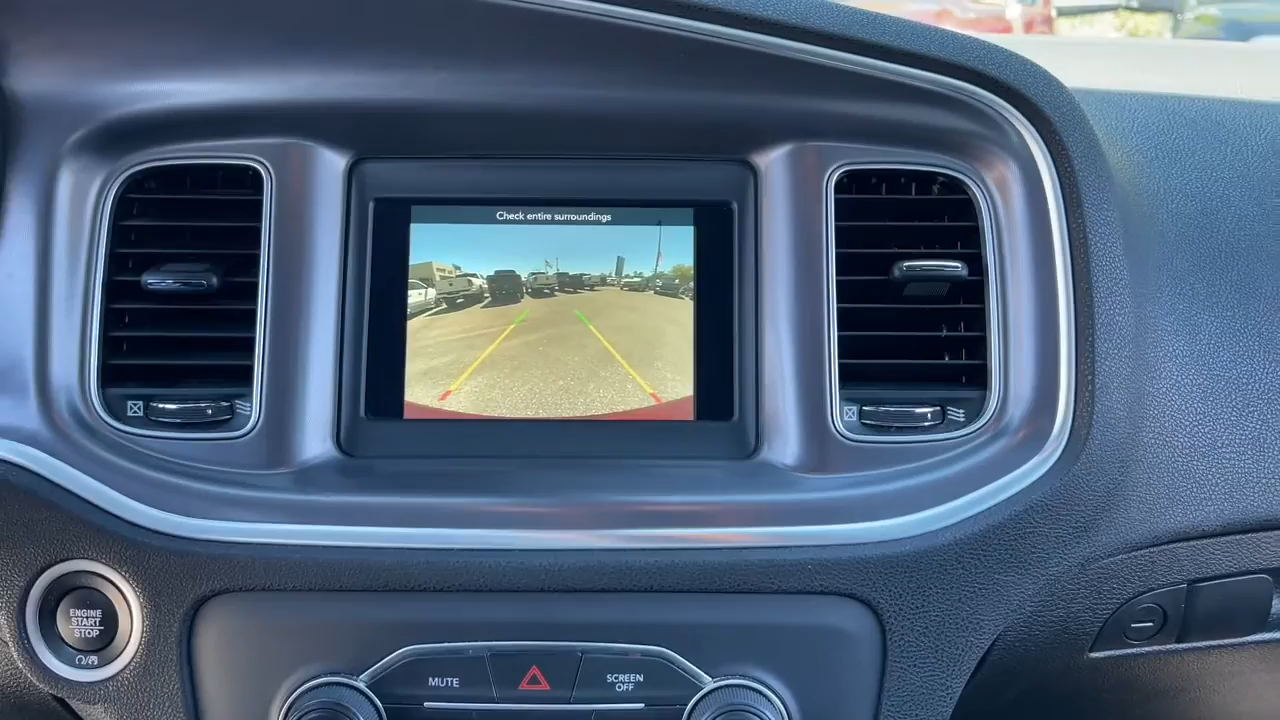 Check entire surroundings
ENGINE
START
STOP
MUTE
SCREEN
OFF